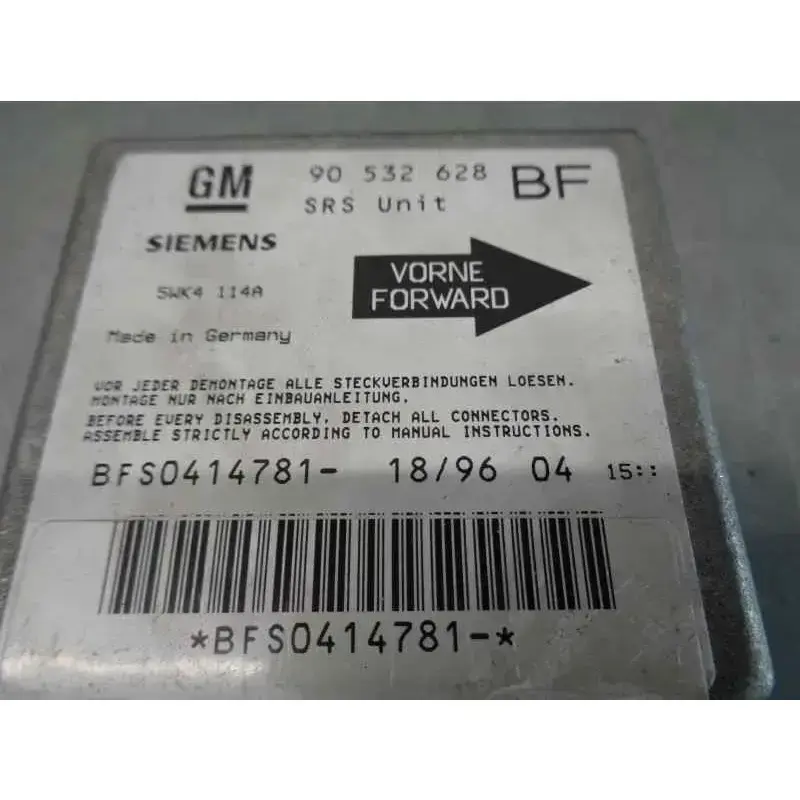 GM 90 532 628 BF
SRS Unit
SIEMENS
5WK4 114A
VORNE
FORWARD
Made in Germany
VOR JEDER DEMONTAGE ALLE STECKVERBINDUNGEN LOESEN.
MONTAGE NUR NACH EINBAUANLEITUNG.
BEFORE EVERY DISASSEMBLY, DETACH ALL CONNECTORS.
ASSEMBLE STRICTLY ACCORDING TO MANUAL INSTRUCTIONS.
BFS0414781- 18/96 04 15::
*BFS0414781-*